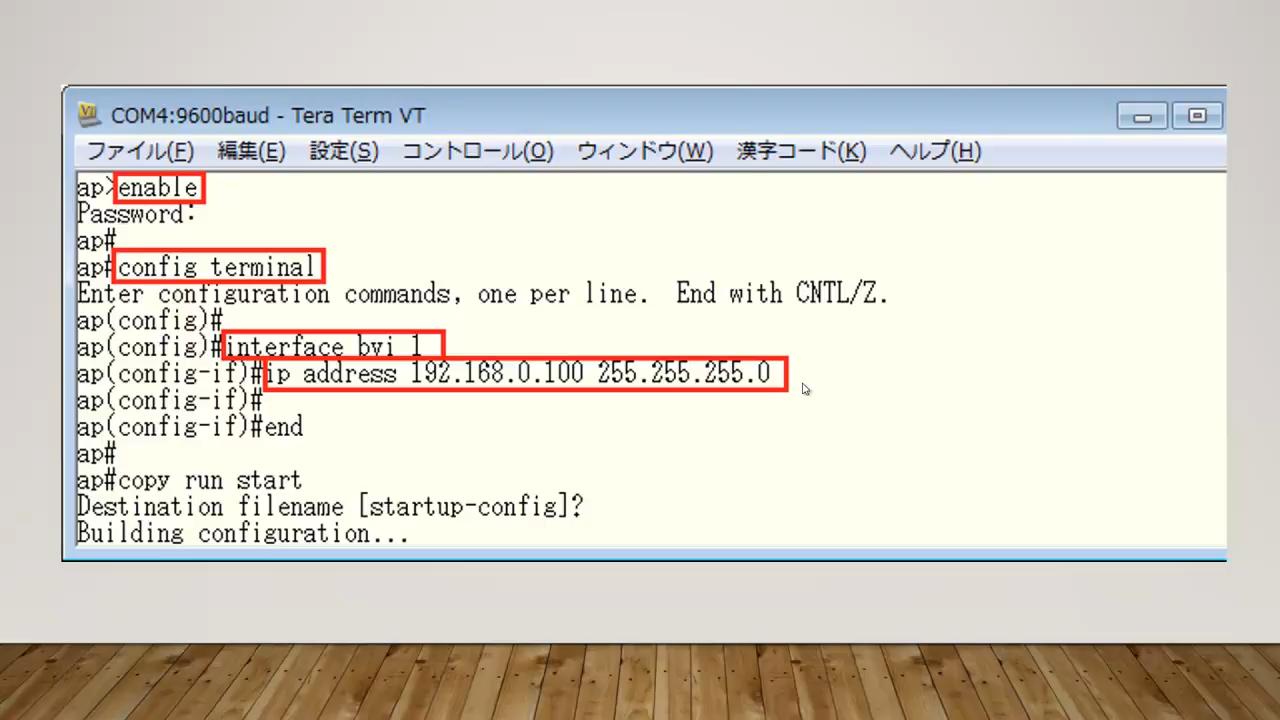 COM4:9600baud - Tera Term VT
ファイル(F) 編集(E) 設定(S) コントロール(O) ウィンドウ(W) 漢字コード(K) ヘルプ(H)
ap>enable
Password:
ap#
ap#config terminal
Enter configuration commands, one per line.  End with CNTL/Z.
ap(config)#
ap(config)#interface bvi 1
ap(config-if)#ip address 192.168.0.100 255.255.255.0
ap(config-if)#
ap(config-if)#end
ap#
ap#copy run start
Destination filename [startup-config]?
Building configuration...